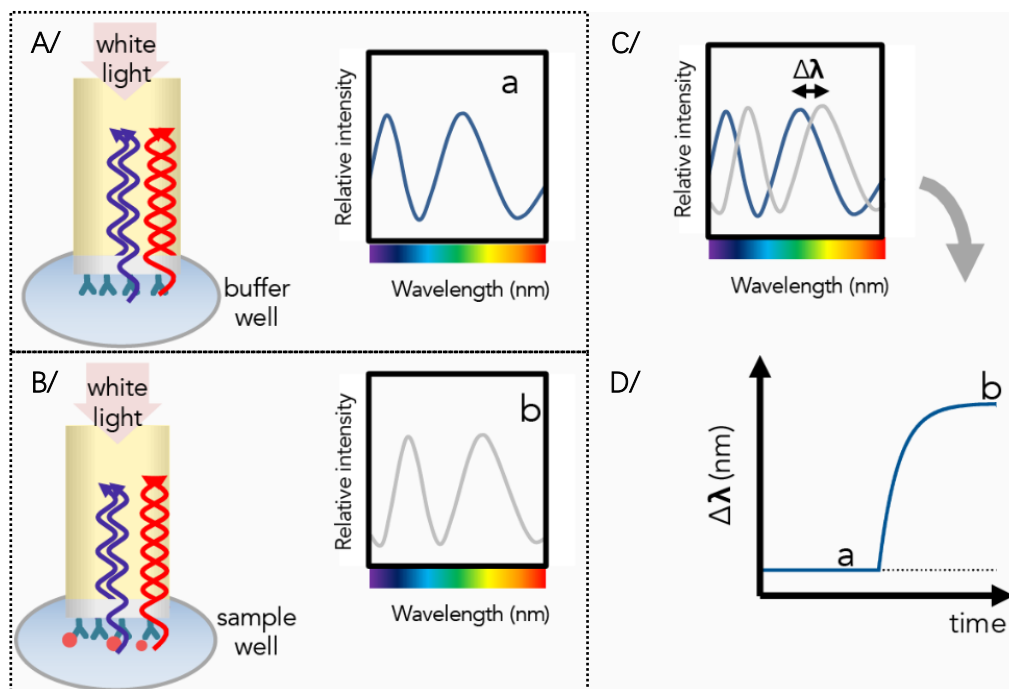 A/
white
light
buffer
well
Relative intensity
a
Wavelength (nm)
B/
white
light
sample
well
Relative intensity
b
Wavelength (nm)
C/
Relative intensity
Δλ
Wavelength (nm)
D/
Δλ (nm)
a
b
time